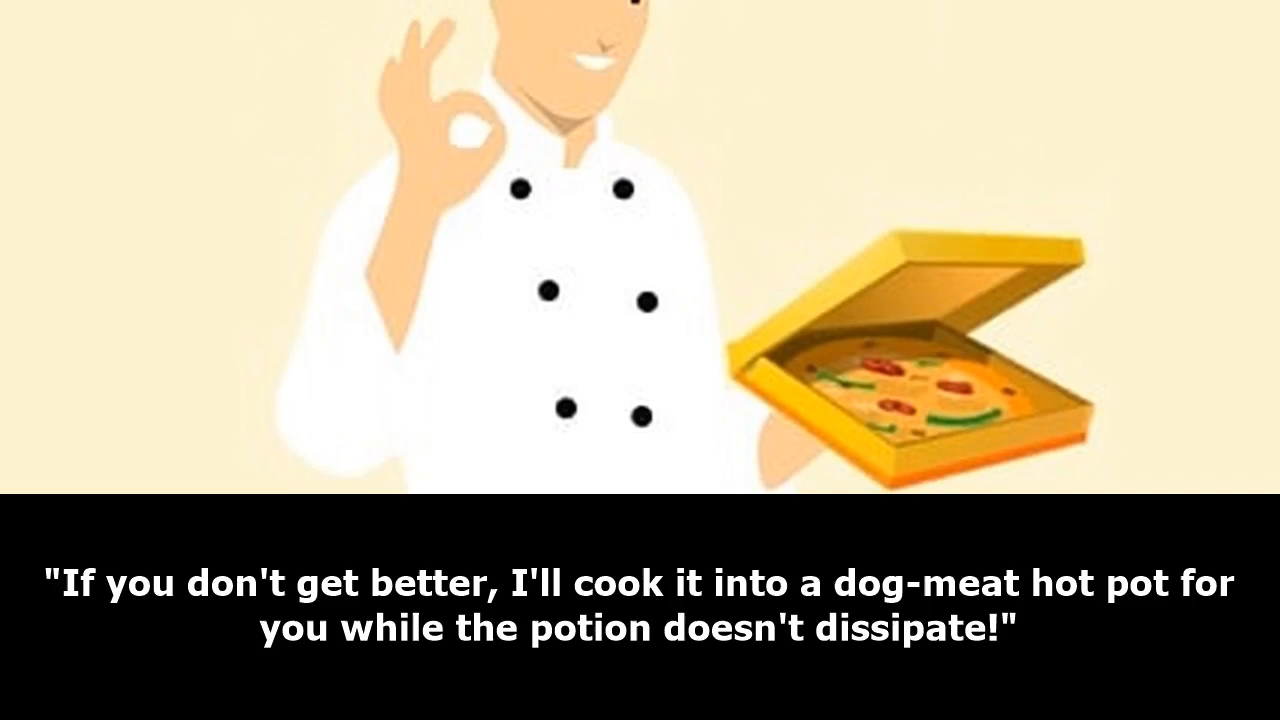 "If you don't get better, I'll cook it into a dog-meat hot pot for
you while the potion doesn't dissipate!"